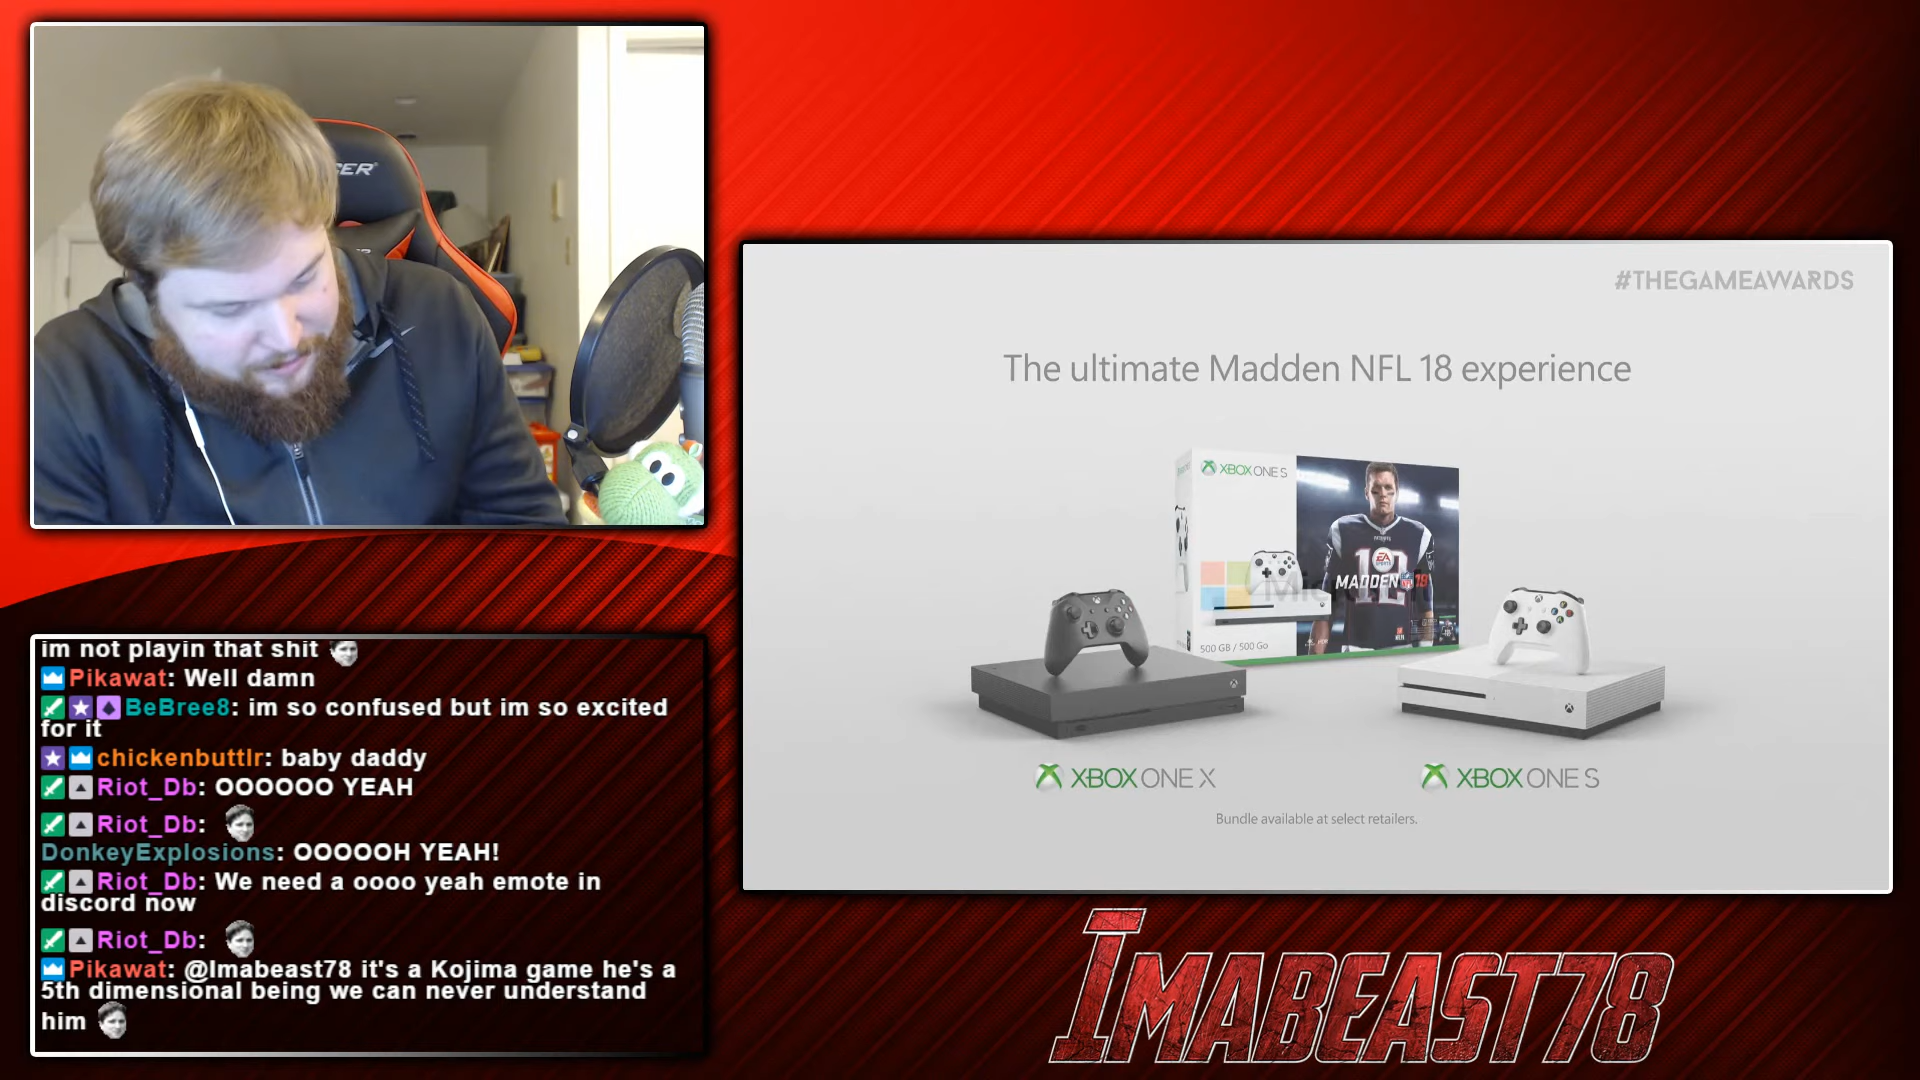 #THEGAMEAWARDS
The ultimate Madden NFL 18 experience
XBOX ONE S
EA
SPORTS
MADDEN NFL 18
500 GB / 500 Go
XBOX ONE X
XBOX ONE S
Bundle available at select retailers.
im not playin that shit
Pikawat: Well damn
BeBree8: im so confused but im so excited
for it
chickenbuttlr: baby daddy
Riot_Db: OOOOOO YEAH
Riot_Db:
DonkeyExplosions: OOOOOH YEAH!
Riot_Db: We need a oooo yeah emote in
discord now
Riot_Db:
Pikawat: @Imabeast78 it's a Kojima game he's a
5th dimensional being we can never understand
him
IMABEAST78